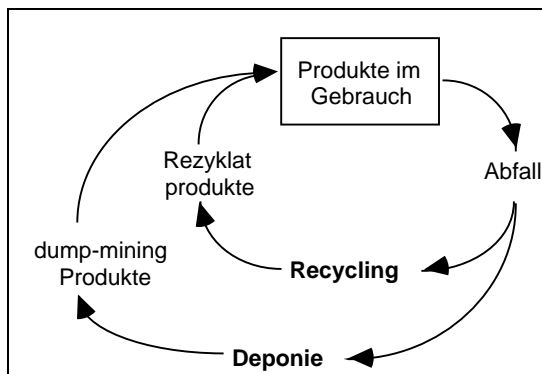 Produkte im
Gebrauch
Abfall
Rezyklat
produkte
dump-mining
Produkte
Recycling
Deponie